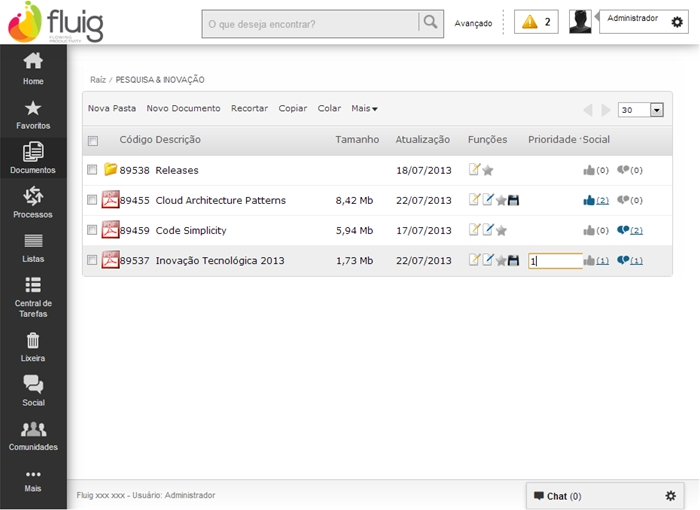 fluig
FLOWING PRODUCTIVITY
O que deseja encontrar?
Avançado
2
Administrador
Home
Favoritos
Documentos
Processos
Listas
Central de
Tarefas
Lixeira
Social
Comunidades
Mais
Raíz / PESQUISA & INOVAÇÃO
Nova Pasta Novo Documento Recortar Copiar Colar Mais 30
Código Descrição Tamanho Atualização Funções Prioridade Social
89538 Releases 18/07/2013 (0) (0)
89455 Cloud Architecture Patterns 8,42 Mb 22/07/2013 (2) (0)
89459 Code Simplicity 5,94 Mb 17/07/2013 (0) (2)
89537 Inovação Tecnológica 2013 1,73 Mb 22/07/2013 1 (1) (1)
Fluig xxx xxx - Usuário: Administrador
Chat (0)